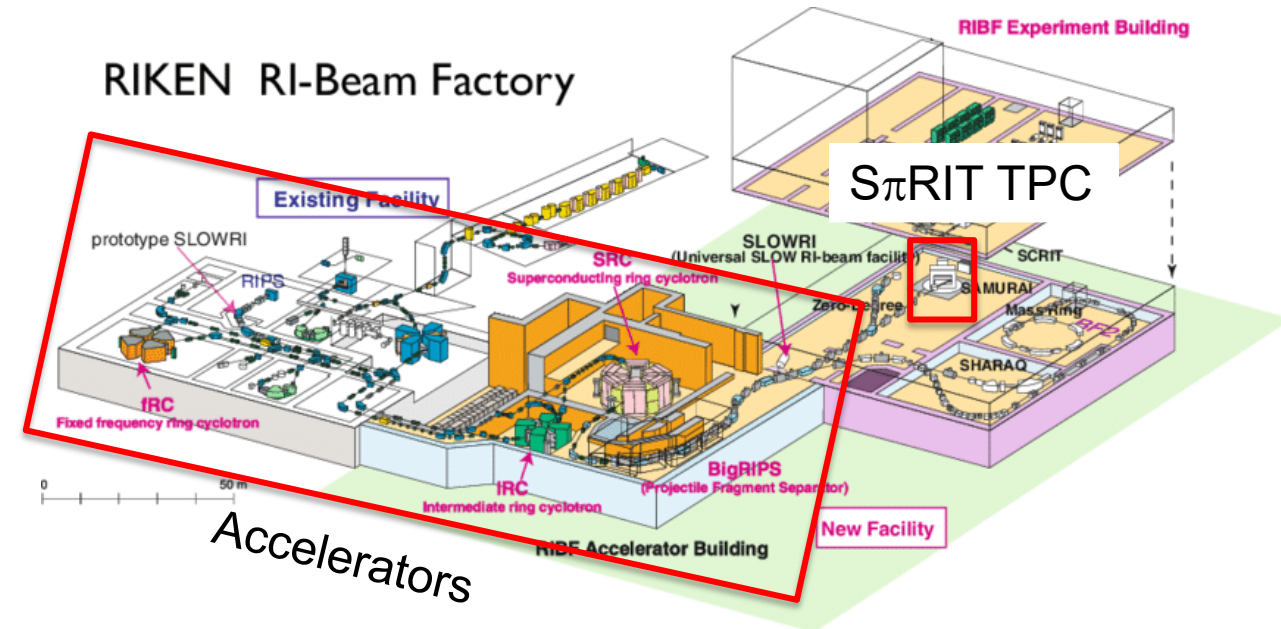 RIBF Experiment Building
RIKEN RI-Beam Factory
SπRIT TPC
Existing Facility
prototype SLOWRI
RIPS
SRC
Superconducting ring cyclotron
SLOWRI
(Universal SLOW RI-beam facility)
SCRIT
SAMURAI
Zero-Degree
Mass Ring
SHARAQ
fRC
Fixed frequency ring cyclotron
BigRIPS
(Projectile Fragment Separator)
IRC
Intermediate ring cyclotron
0
50 m
New Facility
Accelerators
RIBF Accelerator Building